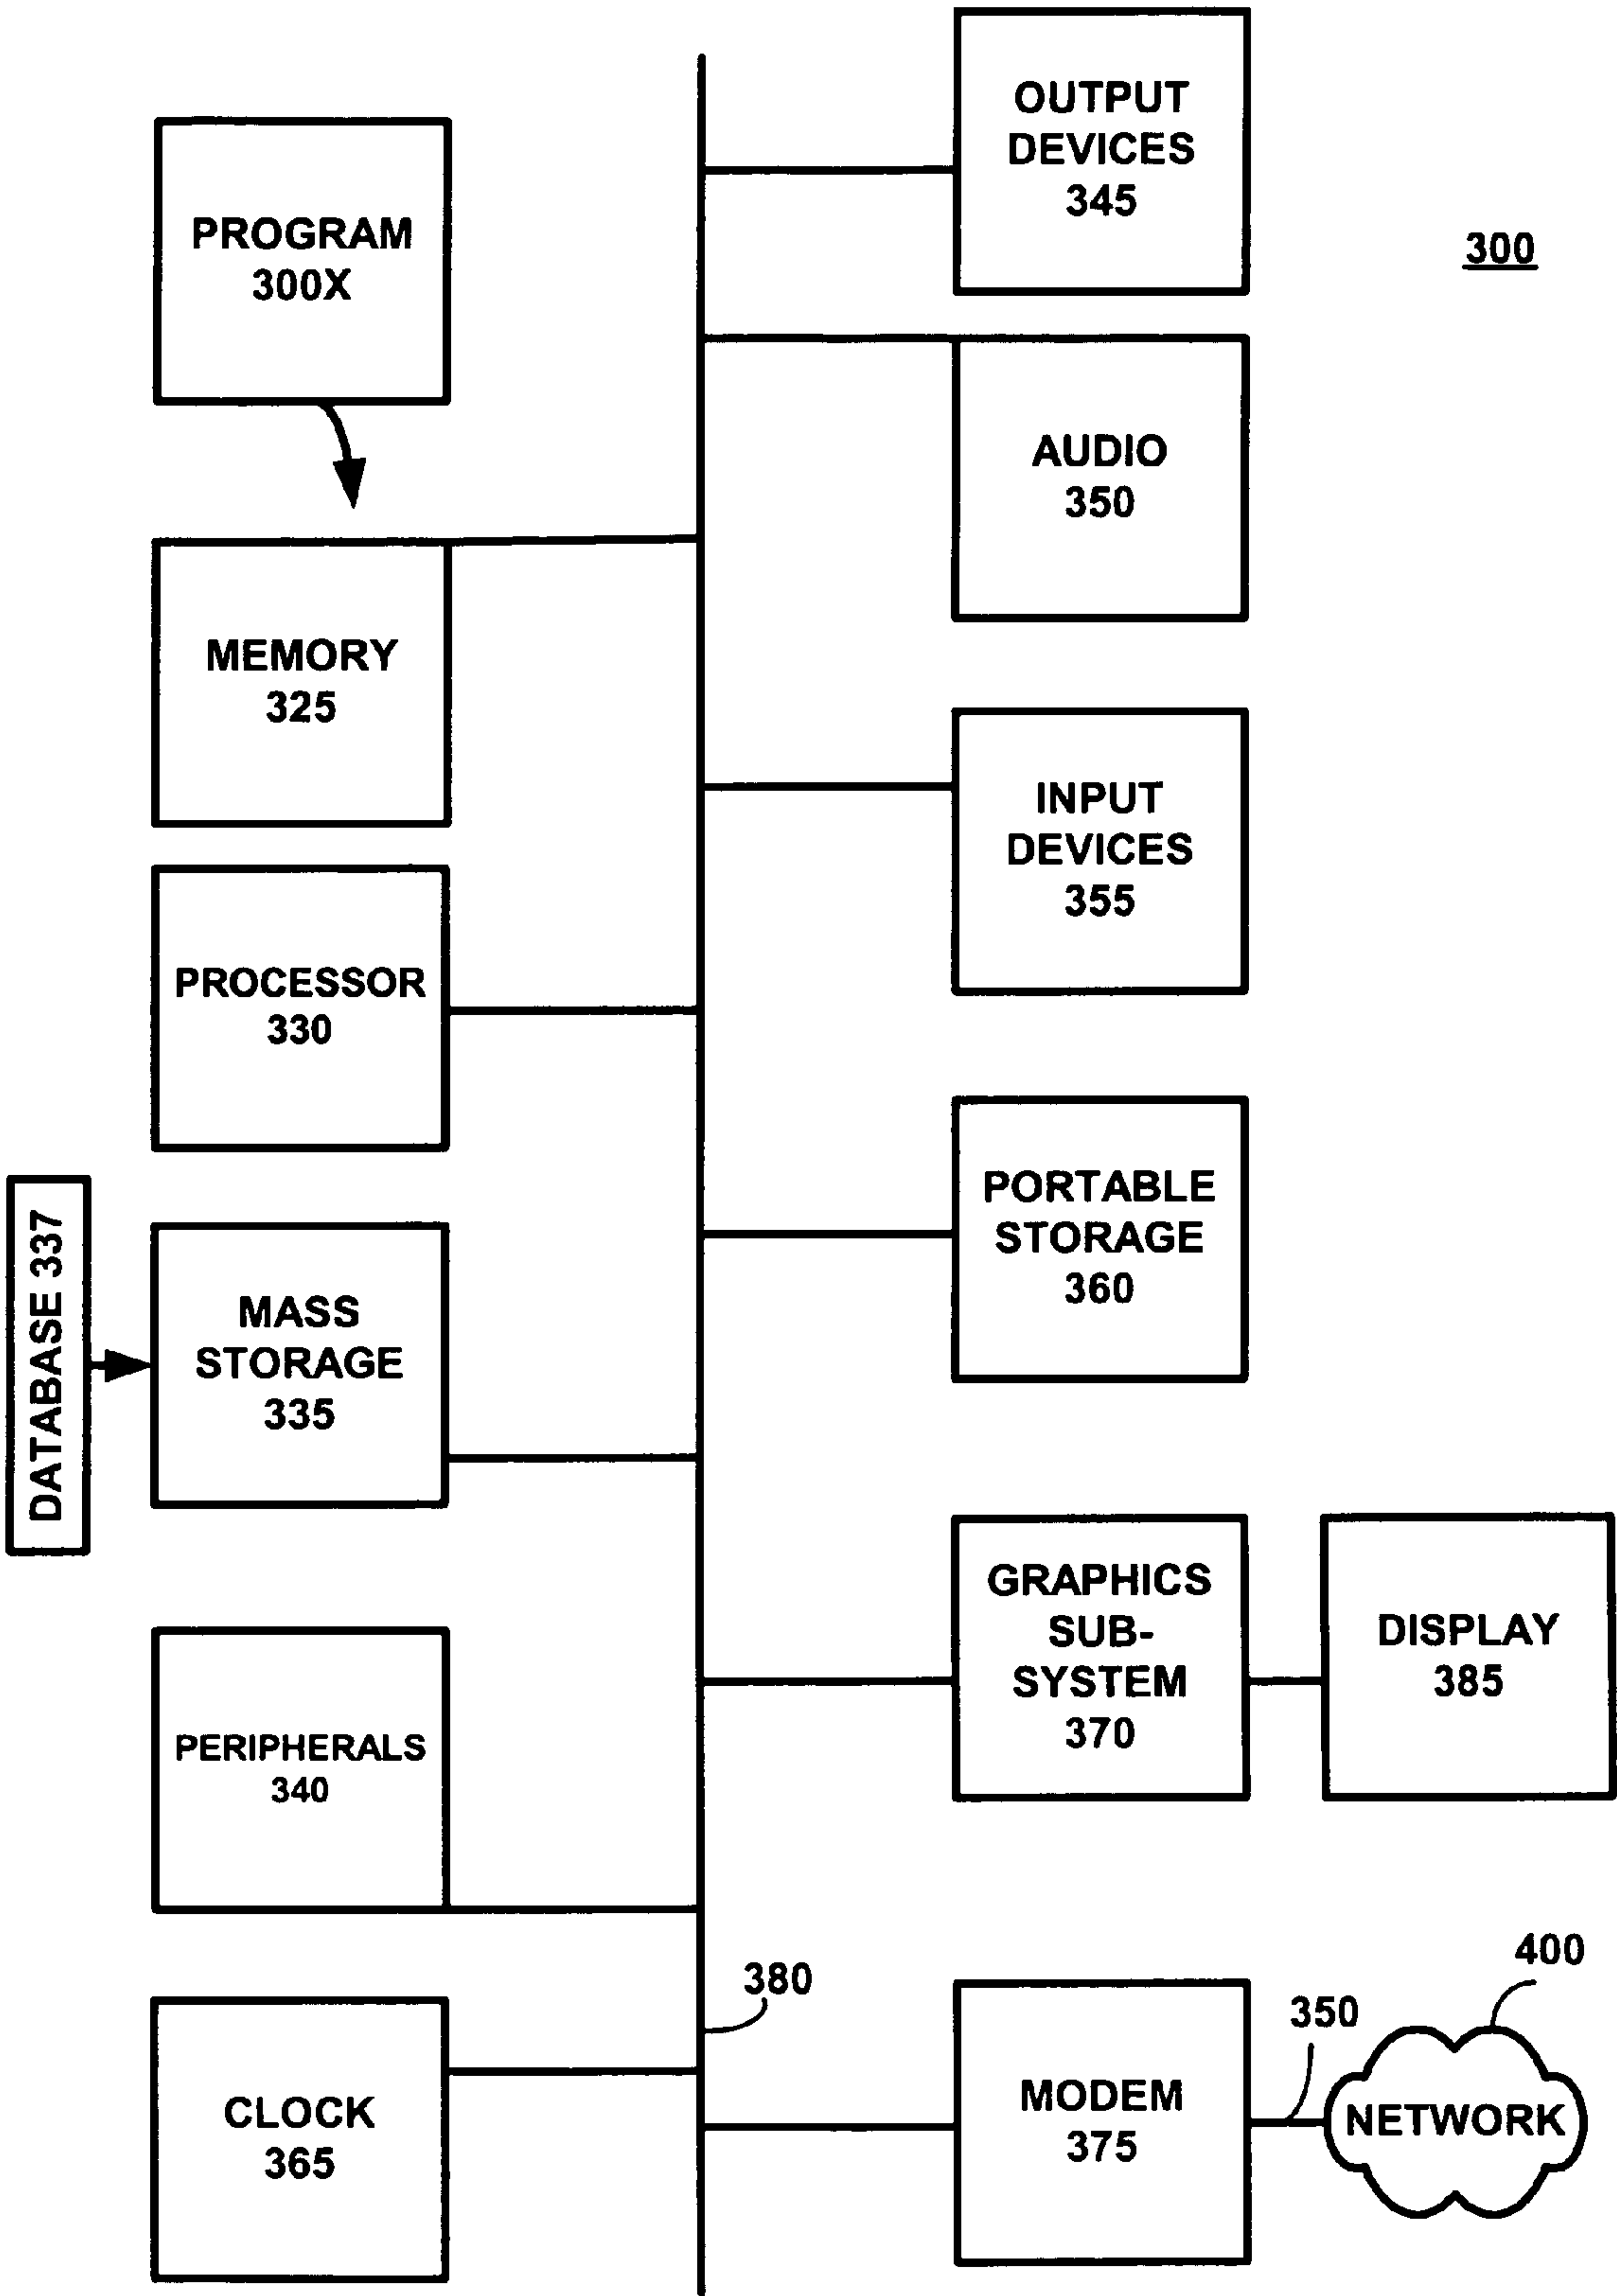 OUTPUT
DEVICES
345
300
PROGRAM
300X
AUDIO
350
MEMORY
325
INPUT
DEVICES
355
PROCESSOR
330
PORTABLE
STORAGE
360
DATABASE 337
MASS
STORAGE
335
GRAPHICS
SUB-
SYSTEM
370
DISPLAY
385
PERIPHERALS
340
380
400
350
CLOCK
365
MODEM
375
NETWORK